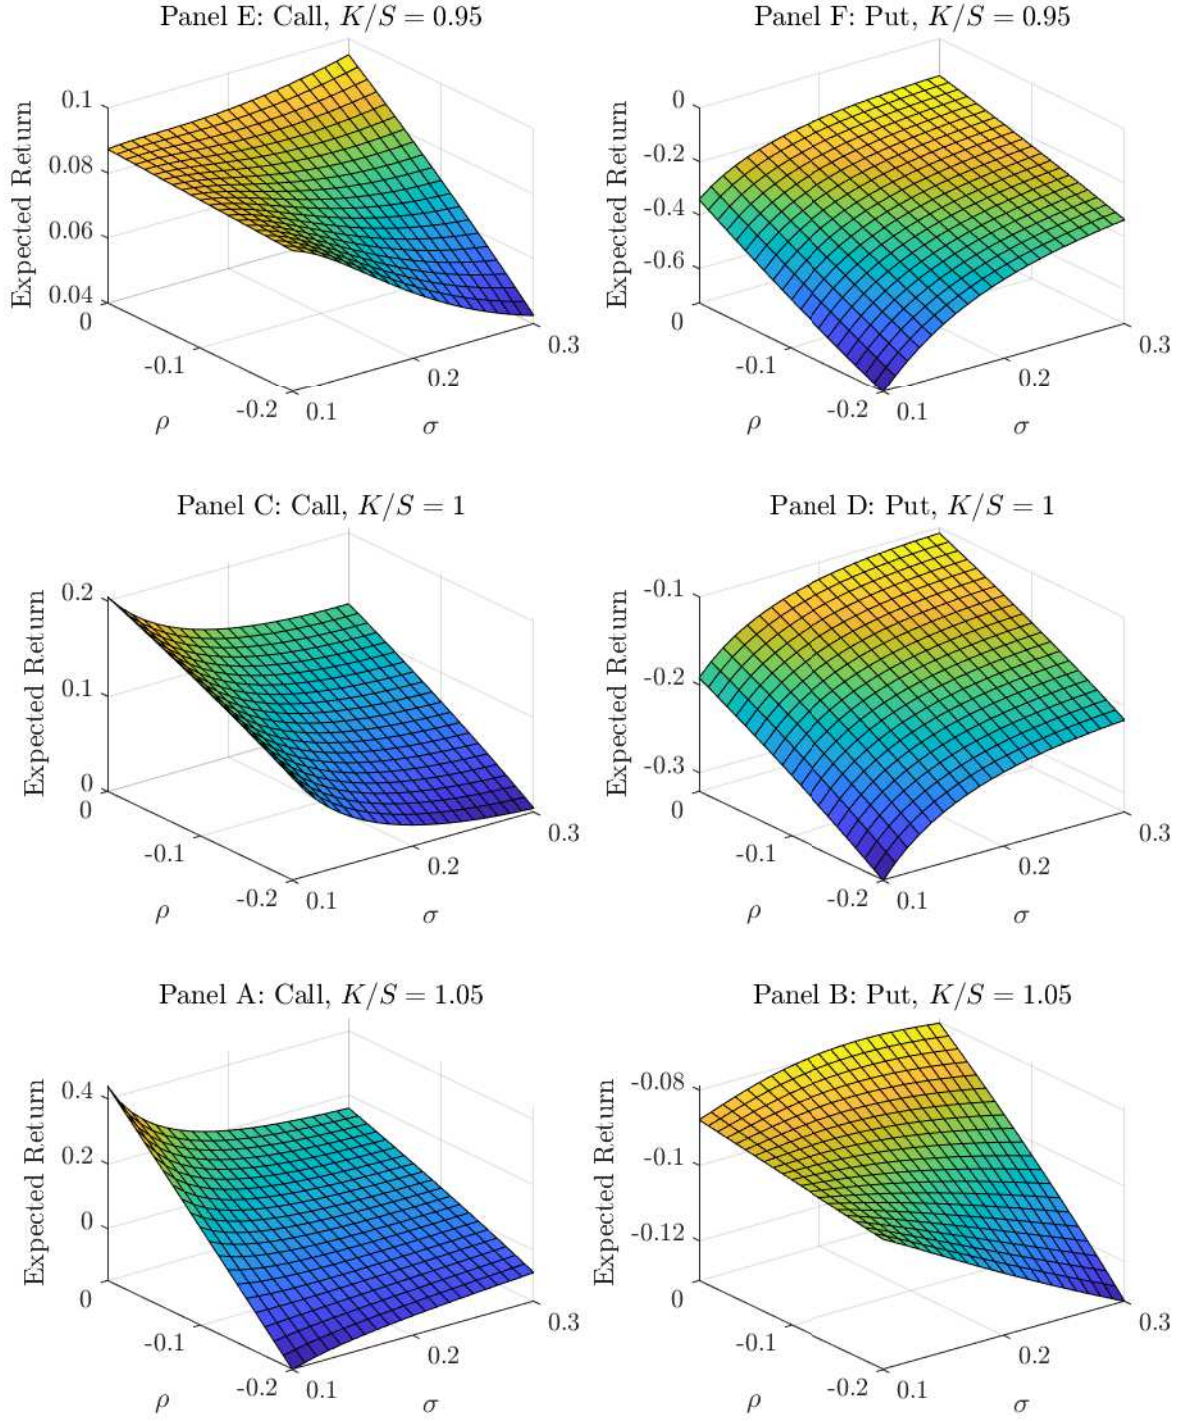 Panel E: Call, K/S = 0.95
Expected Return
0.1
0.08
0.06
0.04
0
-0.1
-0.2
ρ
0.1
0.2
0.3
σ
Panel F: Put, K/S = 0.95
Expected Return
0
-0.2
-0.4
-0.6
0
-0.1
-0.2
ρ
0.1
0.2
0.3
σ
Panel C: Call, K/S = 1
Expected Return
0.2
0.1
0
0
-0.1
-0.2
ρ
0.1
0.2
0.3
σ
Panel D: Put, K/S = 1
Expected Return
-0.1
-0.2
-0.3
0
-0.1
-0.2
ρ
0.1
0.2
0.3
σ
Panel A: Call, K/S = 1.05
Expected Return
0.4
0.2
0
0
-0.1
-0.2
ρ
0.1
0.2
0.3
σ
Panel B: Put, K/S = 1.05
Expected Return
-0.08
-0.1
-0.12
0
-0.1
-0.2
ρ
0.1
0.2
0.3
σ